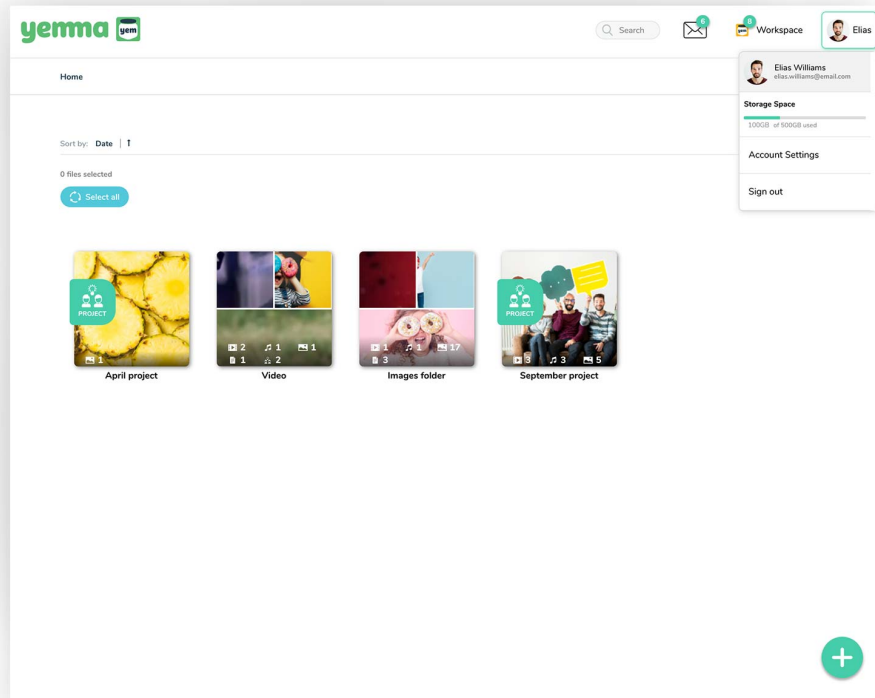 yemma yem
Search
6
8
yem
Workspace
Elias
Elias Williams
elias.williams@email.com
Storage Space
100GB of 500GB used
Account Settings
Sign out
Home
Sort by: Date
0 files selected
Select all
PROJECT
1
April project
2 1 1
1 2
Video
1 1 17
3
Images folder
PROJECT
3 3 5
September project